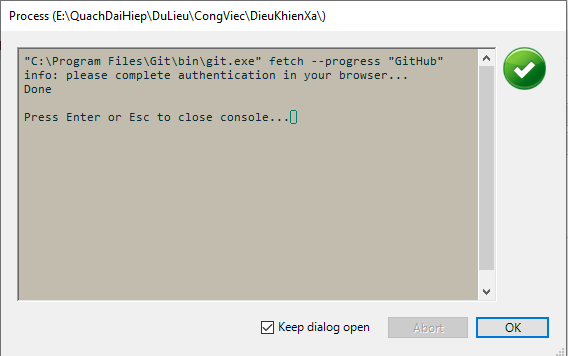 Process (E:\QuachDaiHiep\DuLieu\CongViec\DieuKhienXa\)
"C:\Program Files\Git\bin\git.exe" fetch --progress "GitHub"
info: please complete authentication in your browser...
Done
Press Enter or Esc to close console...
Keep dialog open
Abort
OK